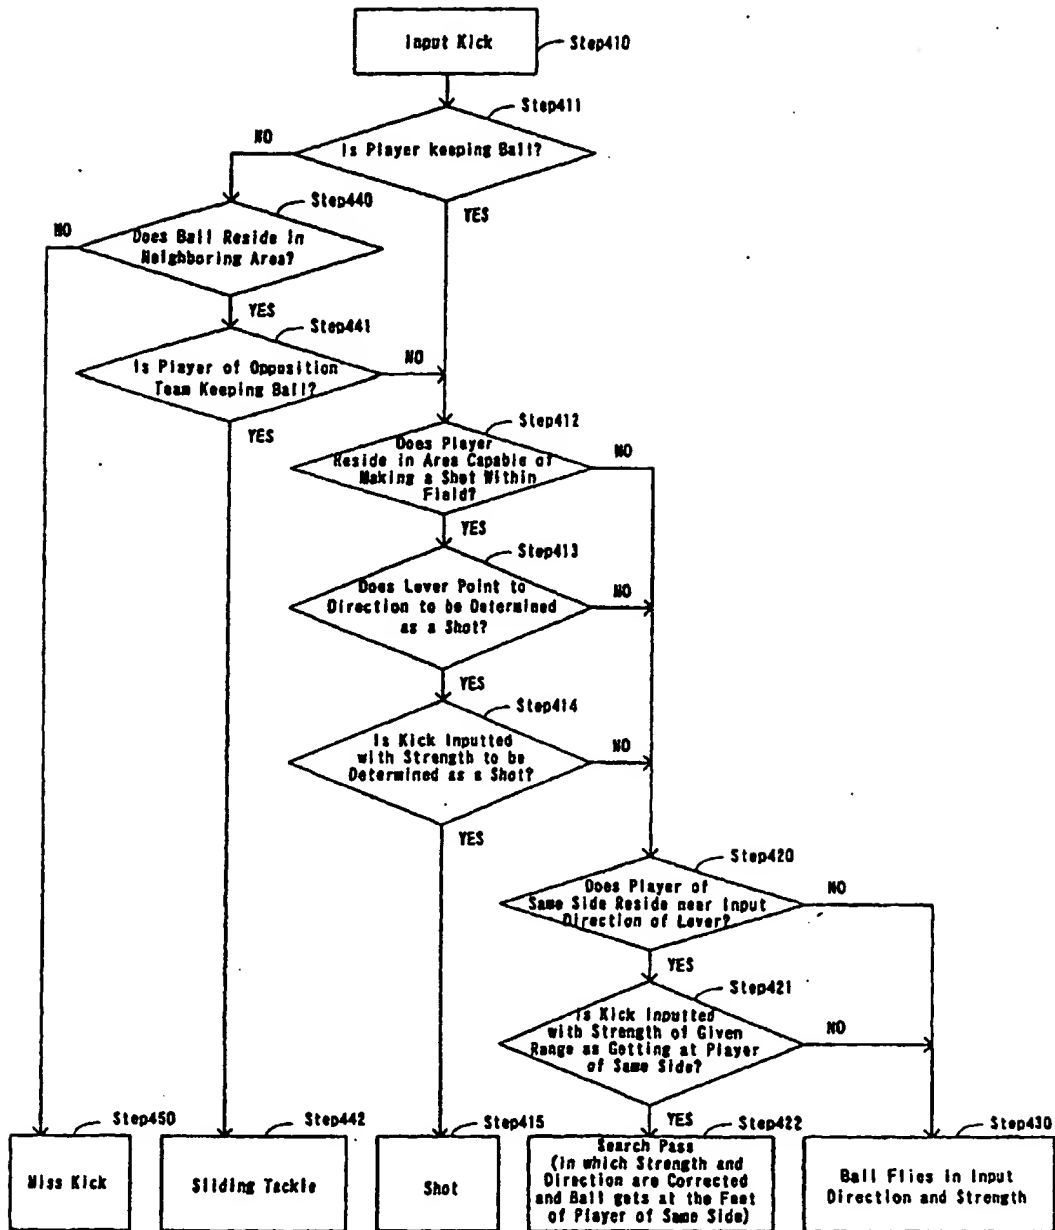 Input Kick
Step410
Step411
NO
Is Player keeping Ball?
Step440
YES
NO
Does Ball Reside in
Neighboring Area?
YES
Step441
NO
Is Player of Opposition
Team Keeping Ball?
YES
Step412
Does Player
Reside in Area Capable of
Making a Shot Within
Field?
NO
YES
Step413
Does Lever Point to
Direction to be Determined
as a Shot?
NO
YES
Step414
Is Kick Inputted
with Strength to be
Determined as a Shot?
NO
YES
Step420
Does Player of
Same Side Reside near Input
Direction of Lever?
NO
YES
Step421
Is Kick Inputted
with Strength of Given
Range as Getting at Player
of Same Side?
NO
YES
Step450
Step442
Step415
Step422
Step430
Miss Kick
Sliding Tackle
Shot
Search Pass
(in which Strength and
Direction are Corrected
and Ball gets at the Feet
of Player of Same Side)
Ball Flies in Input
Direction and Strength